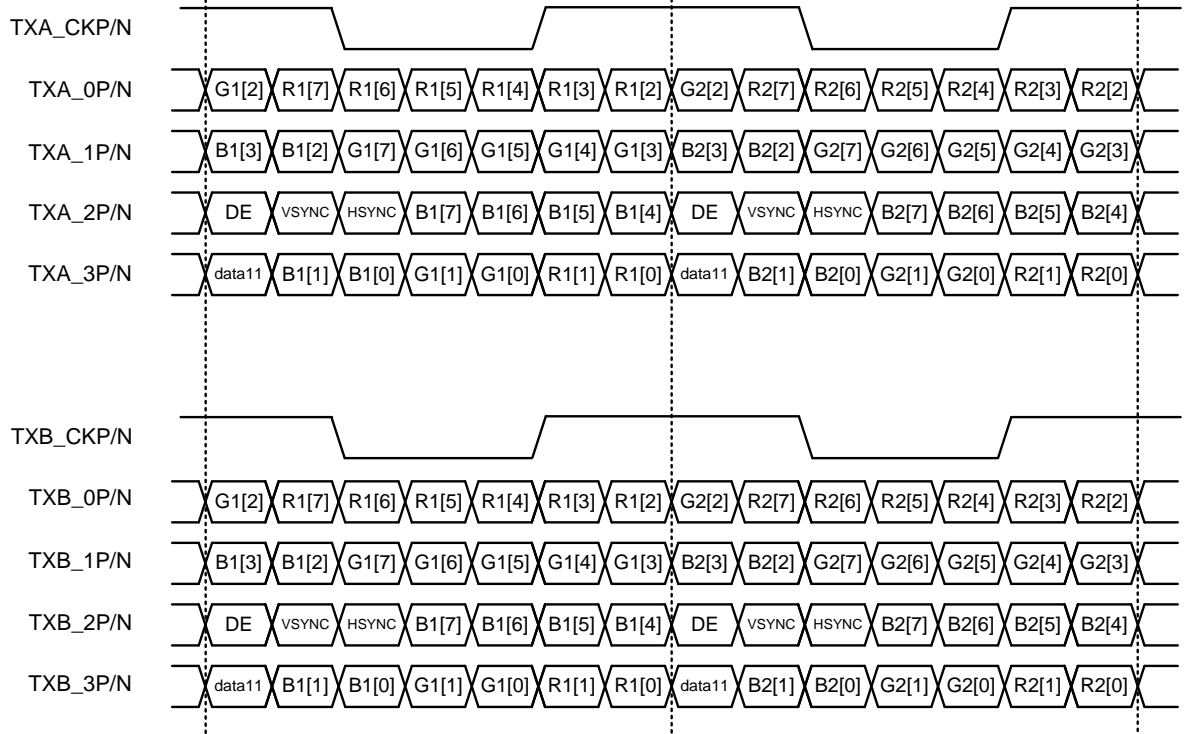 TXA_CKP/N
TXA_0P/N G1[2] R1[7] R1[6] R1[5] R1[4] R1[3] R1[2] G2[2] R2[7] R2[6] R2[5] R2[4] R2[3] R2[2]
TXA_1P/N B1[3] B1[2] G1[7] G1[6] G1[5] G1[4] G1[3] B2[3] B2[2] G2[7] G2[6] G2[5] G2[4] G2[3]
TXA_2P/N DE VSYNC HSYNC B1[7] B1[6] B1[5] B1[4] DE VSYNC HSYNC B2[7] B2[6] B2[5] B2[4]
TXA_3P/N data11 B1[1] B1[0] G1[1] G1[0] R1[1] R1[0] data11 B2[1] B2[0] G2[1] G2[0] R2[1] R2[0]
TXB_CKP/N
TXB_0P/N G1[2] R1[7] R1[6] R1[5] R1[4] R1[3] R1[2] G2[2] R2[7] R2[6] R2[5] R2[4] R2[3] R2[2]
TXB_1P/N B1[3] B1[2] G1[7] G1[6] G1[5] G1[4] G1[3] B2[3] B2[2] G2[7] G2[6] G2[5] G2[4] G2[3]
TXB_2P/N DE VSYNC HSYNC B1[7] B1[6] B1[5] B1[4] DE VSYNC HSYNC B2[7] B2[6] B2[5] B2[4]
TXB_3P/N data11 B1[1] B1[0] G1[1] G1[0] R1[1] R1[0] data11 B2[1] B2[0] G2[1] G2[0] R2[1] R2[0]